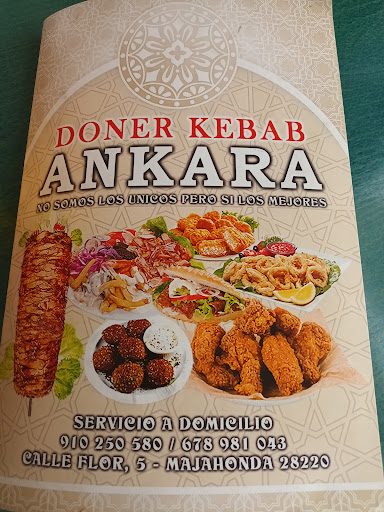 DONER KEBAB
ANKARA
NO SOMOS LOS UNICOS PERO SI LOS MEJORES
SERVICIO A DOMICILIO
910 250 580 / 678 981 043
CALLE FLOR, 5 - MAJAHONDA 28220